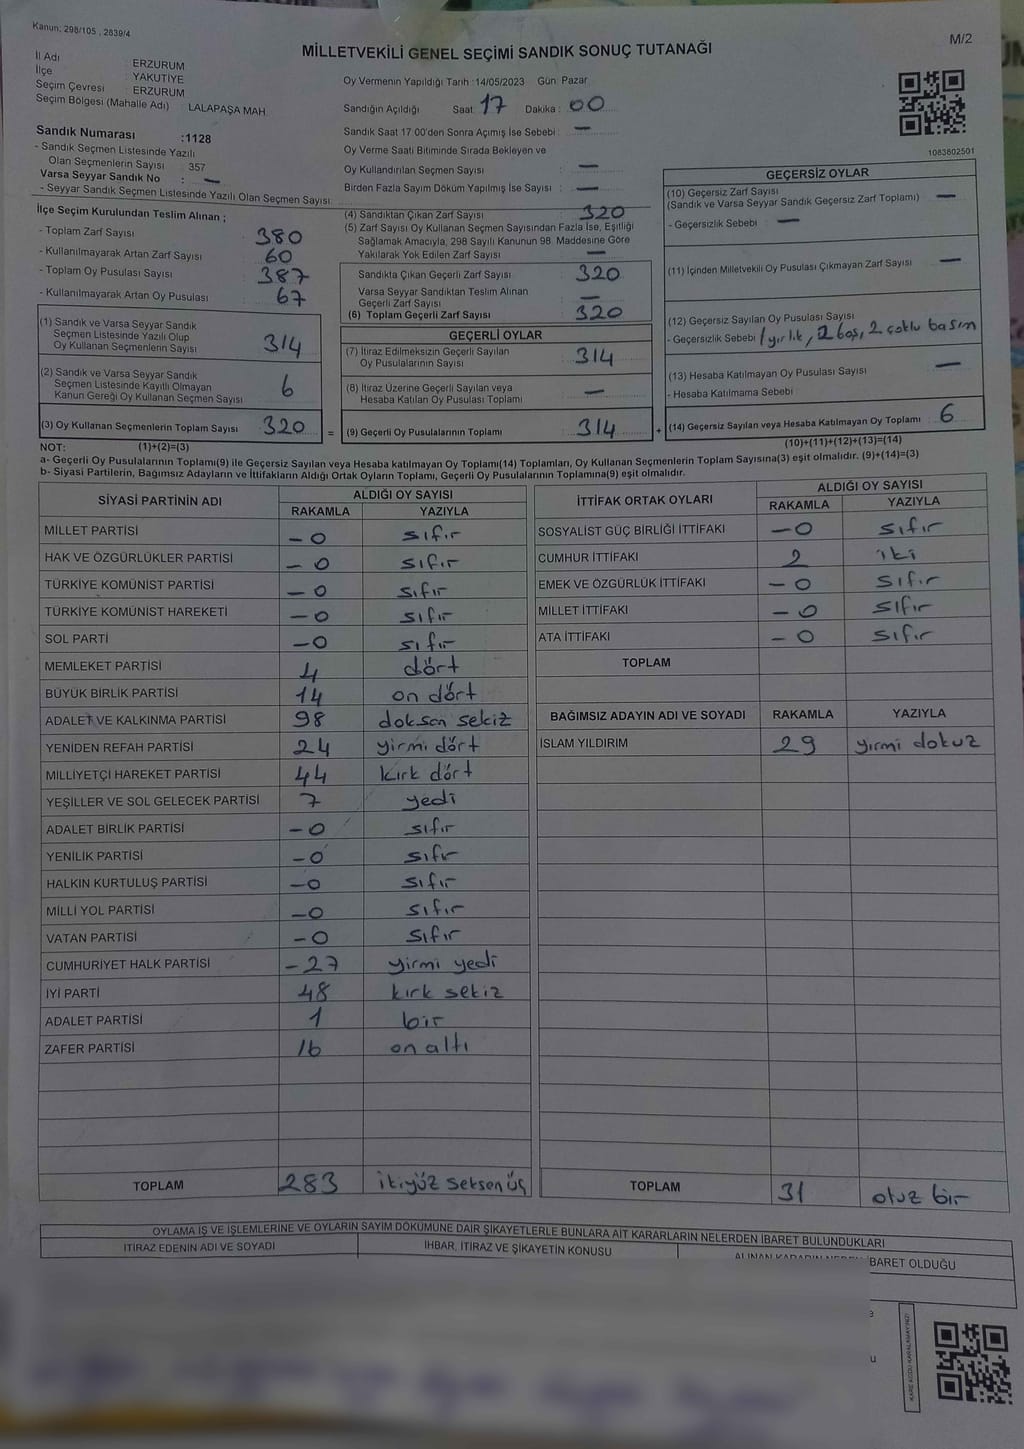 Kanun, 298/105 , 2839/4
M/2
MİLLETVEKİLİ GENEL SEÇİMİ SANDIK SONUÇ TUTANAĞI
İl Adı : ERZURUM
İlçe : YAKUTİYE
Seçim Çevresi : ERZURUM
Seçim Bölgesi (Mahalle Adı) : LALAPAŞA MAH.
Sandık Numarası :1128
- Sandık Seçmen Listesinde Yazılı
Olan Seçmenlerin Sayısı : 357
Varsa Seyyar Sandık No : —
- Seyyar Sandık Seçmen Listesinde Yazılı Olan Seçmen Sayısı:
Oy Vermenin Yapıldığı Tarih :14/05/2023 Gün: Pazar
Sandığın Açıldığı Saat: 17 Dakika: 00
Sandık Saat 17 00'den Sonra Açımış İse Sebebi : —
Oy Verme Saati Bitiminde Sırada Bekleyen ve
Oy Kullandırılan Seçmen Sayısı : —
Birden Fazla Sayım Döküm Yapılmış İse Sayısı : —
1083802501
İlçe Seçim Kurulundan Teslim Alınan ;
- Toplam Zarf Sayısı : 380
- Kullanılmayarak Artan Zarf Sayısı : 60
- Toplam Oy Pusulası Sayısı : 387
- Kullanılmayarak Artan Oy Pusulası : 67
(1) Sandık ve Varsa Seyyar Sandık
Seçmen Listesinde Yazılı Olup
Oy Kullanan Seçmenlerin Sayısı : 314
(2) Sandık ve Varsa Seyyar Sandık
Seçmen Listesinde Kayıtlı Olmayan
Kanun Gereği Oy Kullanan Seçmen Sayısı : 6
(3) Oy Kullanan Seçmenlerin Toplam Sayısı : 320 =
(4) Sandıktan Çıkan Zarf Sayısı : 320
(5) Zarf Sayısı Oy Kullanan Seçmen Sayısından Fazla İse, Eşitliği
Sağlamak Amacıyla, 298 Sayılı Kanunun 98. Maddesine Göre
Yakılarak Yok Edilen Zarf Sayısı : —
Sandıkta Çıkan Geçerli Zarf Sayısı : 320
Varsa Seyyar Sandıktan Teslim Alınan
Geçerli Zarf Sayısı : —
(6) Toplam Geçerli Zarf Sayısı : 320
GEÇERLİ OYLAR
(7) İtiraz Edilmeksizin Geçerli Sayılan
Oy Pusulalarının Sayısı : 314
(8) İtiraz Üzerine Geçerli Sayılan veya
Hesaba Katılan Oy Pusulası Toplamı : —
(9) Geçerli Oy Pusulalarının Toplamı : 314 +
GEÇERSİZ OYLAR
(10) Geçersiz Zarf Sayısı
(Sandık ve Varsa Seyyar Sandık Geçersiz Zarf Toplamı) : —
- Geçersizlik Sebebi : —
(11) İçinden Milletvekili Oy Pusulası Çıkmayan Zarf Sayısı : —
(12) Geçersiz Sayılan Oy Pusulası Sayısı
- Geçersizlik Sebebi 2 boş, 2 çoklu basım
(13) Hesaba Katılmayan Oy Pusulası Sayısı : —
- Hesaba Katılmama Sebebi
(14) Geçersiz Sayılan veya Hesaba Katılmayan Oy Toplamı : 6
NOT: (1)+(2)=(3)
(10)+(11)+(12)+(13)=(14)
a- Geçerli Oy Pusulalarının Toplamı(9) ile Geçersiz Sayılan veya Hesaba katılmayan Oy Toplamı(14) Toplamları, Oy Kullanan Seçmenlerin Toplam Sayısına(3) eşit olmalıdır. (9)+(14)=(3)
b- Siyasi Partilerin, Bağımsız Adayların ve İttifakların Aldığı Ortak Oyların Toplamı, Geçerli Oy Pusulalarının Toplamına(9) eşit olmalıdır.
SİYASİ PARTİNİN ADI ALDIĞI OY SAYISI
RAKAMLA YAZIYLA
MİLLET PARTİSİ -0 sıfır
HAK VE ÖZGÜRLÜKLER PARTİSİ -0 sıfır
TÜRKİYE KOMÜNİST PARTİSİ -0 sıfır
TÜRKİYE KOMÜNİST HAREKETİ -0 sıfır
SOL PARTİ -0 sıfır
MEMLEKET PARTİSİ 4 dört
BÜYÜK BİRLİK PARTİSİ 14 on dört
ADALET VE KALKINMA PARTİSİ 98 doksan sekiz
YENİDEN REFAH PARTİSİ 24 yirmi dört
MİLLİYETÇİ HAREKET PARTİSİ 44 kırk dört
YEŞİLLER VE SOL GELECEK PARTİSİ 7 yedi
ADALET BİRLİK PARTİSİ -0 sıfır
YENİLİK PARTİSİ -0 sıfır
HALKIN KURTULUŞ PARTİSİ -0 sıfır
MİLLİ YOL PARTİSİ -0 sıfır
VATAN PARTİSİ -0 sıfır
CUMHURİYET HALK PARTİSİ -27 yirmi yedi
İYİ PARTİ 48 kırk sekiz
ADALET PARTİSİ 1 bir
ZAFER PARTİSİ 16 on altı
TOPLAM 283 ikiyüz seksen üç
İTTİFAK ORTAK OYLARI ALDIĞI OY SAYISI
RAKAMLA YAZIYLA
SOSYALİST GÜÇ BİRLİĞİ İTTİFAKI -0 sıfır
CUMHUR İTTİFAKI 2 iki
EMEK VE ÖZGÜRLÜK İTTİFAKI -0 sıfır
MİLLET İTTİFAKI -0 sıfır
ATA İTTİFAKI -0 sıfır
TOPLAM
BAĞIMSIZ ADAYIN ADI VE SOYADI RAKAMLA YAZIYLA
İSLAM YILDIRIM 29 yirmi dokuz
TOPLAM 31 otuz bir
OYLAMA İŞ VE İŞLEMLERİNE VE OYLARIN SAYIM DÖKÜMÜNE DAİR ŞİKAYETLERLE BUNLARA AİT KARARLARIN NELERDEN İBARET BULUNDUKLARI
İTİRAZ EDENİN ADI VE SOYADI İHBAR, İTİRAZ VE ŞİKAYETİN KONUSU ALINAN KARARIN NEDEN İBARET OLDUĞU
KARE KODU KARALAMAYINIZ!